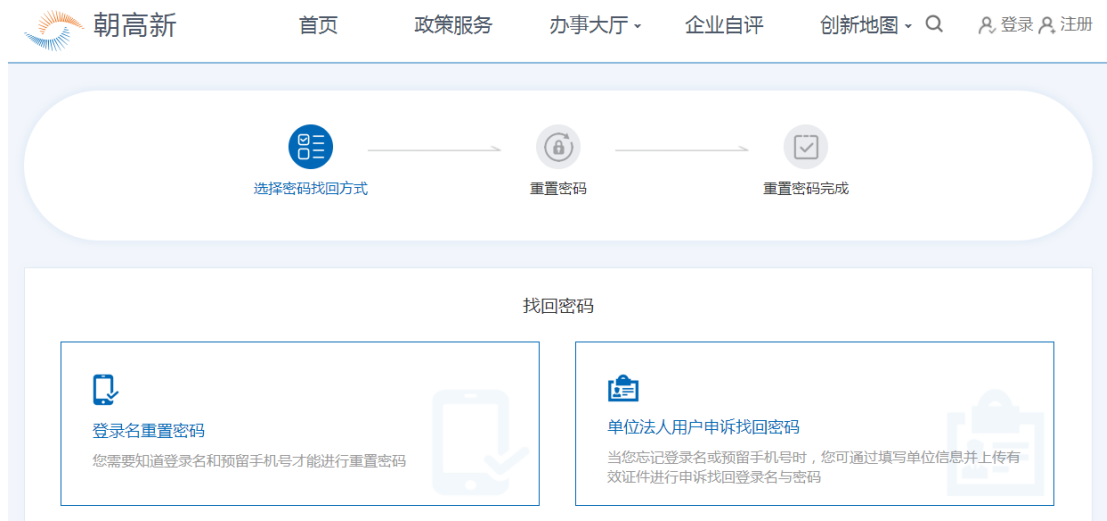 朝高新 首页 政策服务 办事大厅 企业自评 创新地图 登录 注册
选择密码找回方式 重置密码 重置密码完成
找回密码
登录名重置密码
您需要知道登录名和预留手机号才能进行重置密码
单位法人用户申诉找回密码
当您忘记登录名或预留手机号时，您可通过填写单位信息并上传有
效证件进行申诉找回登录名与密码